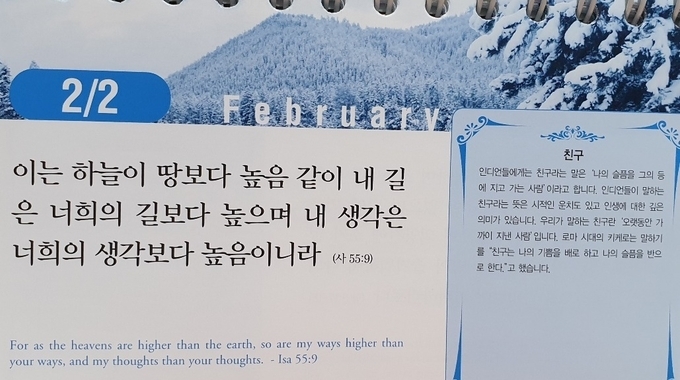 2/2
February
이는 하늘이 땅보다 높음 같이 내 길
은 너희의 길보다 높으며 내 생각은
너희의 생각보다 높음이니라 (사 55:9)
For as the heavens are higher than the earth, so are my ways higher than
your ways, and my thoughts than your thoughts. - Isa 55:9
친구
인디언들에게는 친구라는 말은 '나의 슬픔을 그의 등
에 지고 가는 사람' 이라고 합니다. 인디언들이 말하는
친구라는 뜻은 시적인 운치도 있고 인생에 대한 깊은
의미가 있습니다. 우리가 말하는 친구란 '오랫동안 가
까이 지낸 사람' 입니다. 로마 시대의 키케로는 말하기
를 "친구는 나의 기쁨을 배로 하고 나의 슬픔을 반으
로 한다."고 했습니다.